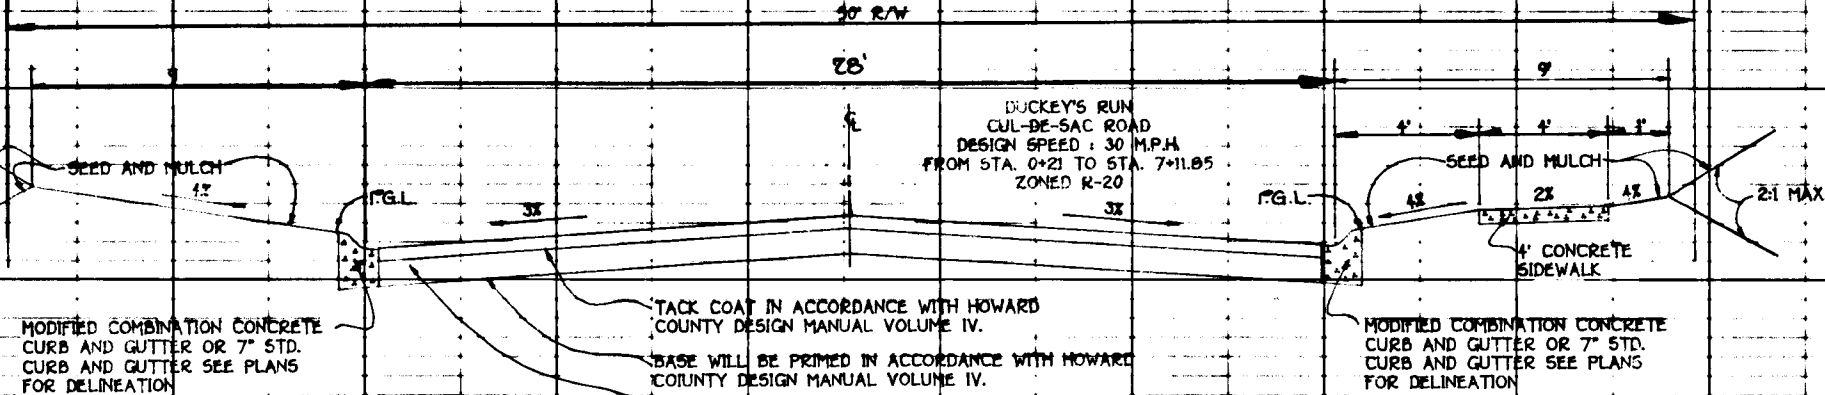 50' R/W
28'
9'
9'
DUCKEY'S RUN
CUL-DE-SAC ROAD
DESIGN SPEED : 30 M.P.H.
FROM STA. 0+21 TO STA. 7+11.85
ZONED R-20
4'
4'
1'
SEED AND MULCH
SEED AND MULCH
4%
P.G.L.
3%
3%
P.G.L.
4%
2%
4%
2:1 MAX
4' CONCRETE
SIDEWALK
TACK COAT IN ACCORDANCE WITH HOWARD
COUNTY DESIGN MANUAL VOLUME IV.
MODIFIED COMBINATION CONCRETE
CURB AND GUTTER OR 7" STD.
CURB AND GUTTER SEE PLANS
FOR DELINEATION
BASE WILL BE PRIMED IN ACCORDANCE WITH HOWARD
COUNTY DESIGN MANUAL VOLUME IV.
MODIFIED COMBINATION CONCRETE
CURB AND GUTTER OR 7" STD.
CURB AND GUTTER SEE PLANS
FOR DELINEATION